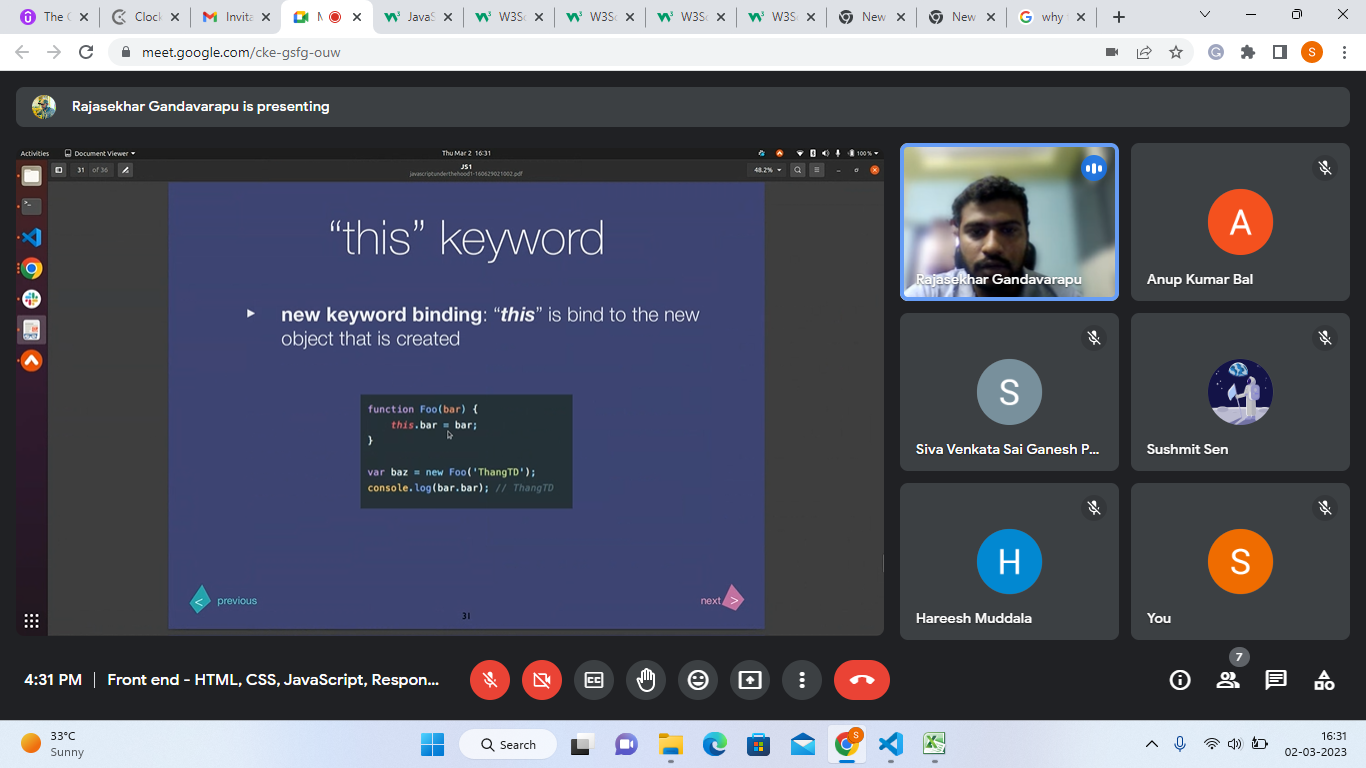 The
Clock
Invita
M
JavaS
W3Sc
W3Sc
W3Sc
W3Sc
New
New
why
meet.google.com/cke-gsfg-ouw
S
Rajasekhar Gandavarapu is presenting
Activities
Document Viewer
Thu Mar 2 16:31
100 %
31 of 36
JS1
javascriptunderthehood1-160629021002.pdf
48.2%
"this" keyword
new keyword binding: "this" is bind to the new
object that is created
function Foo(bar) {
this.bar = bar;
}
var baz = new Foo('ThangTD');
console.log(bar.bar); // ThangTD
< previous
next >
31
Rajasekhar Gandavarapu
A
Anup Kumar Bal
S
Siva Venkata Sai Ganesh P...
Sushmit Sen
H
Hareesh Muddala
S
You
4:31 PM | Front end - HTML, CSS, JavaScript, Respon...
7
33°C
Sunny
Search
S
16:31
02-03-2023